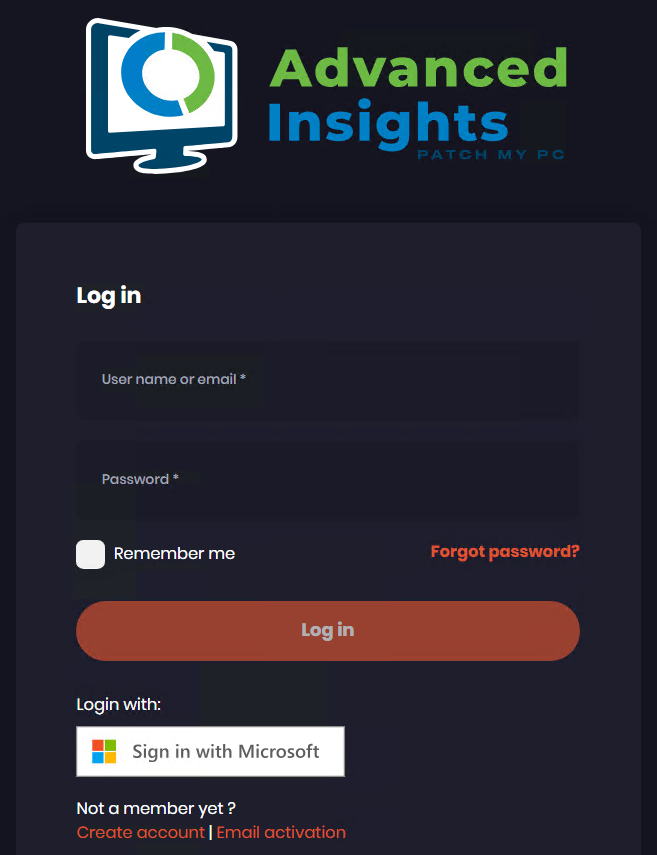 Advanced
Insights
PATCH MY PC
Log in
User name or email *
Password *
Remember me
Forgot password?
Log in
Login with:
Sign in with Microsoft
Not a member yet ?
Create account | Email activation